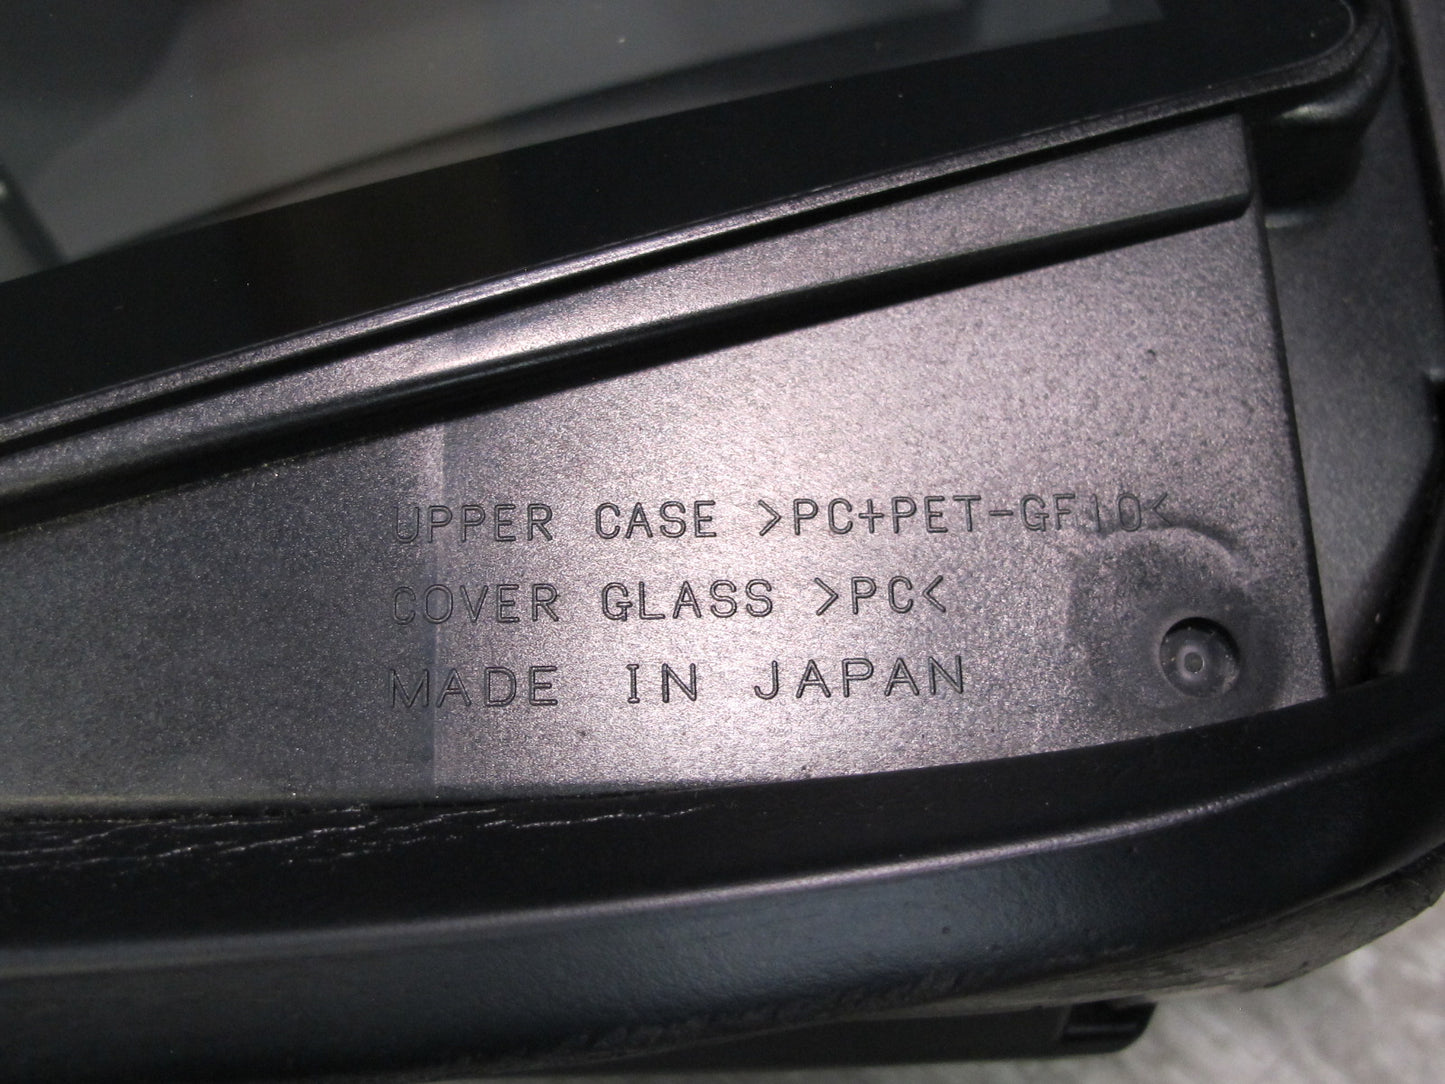 UPPER CASE >PC+PET-GF10<
COVER GLASS >PC<
MADE IN JAPAN